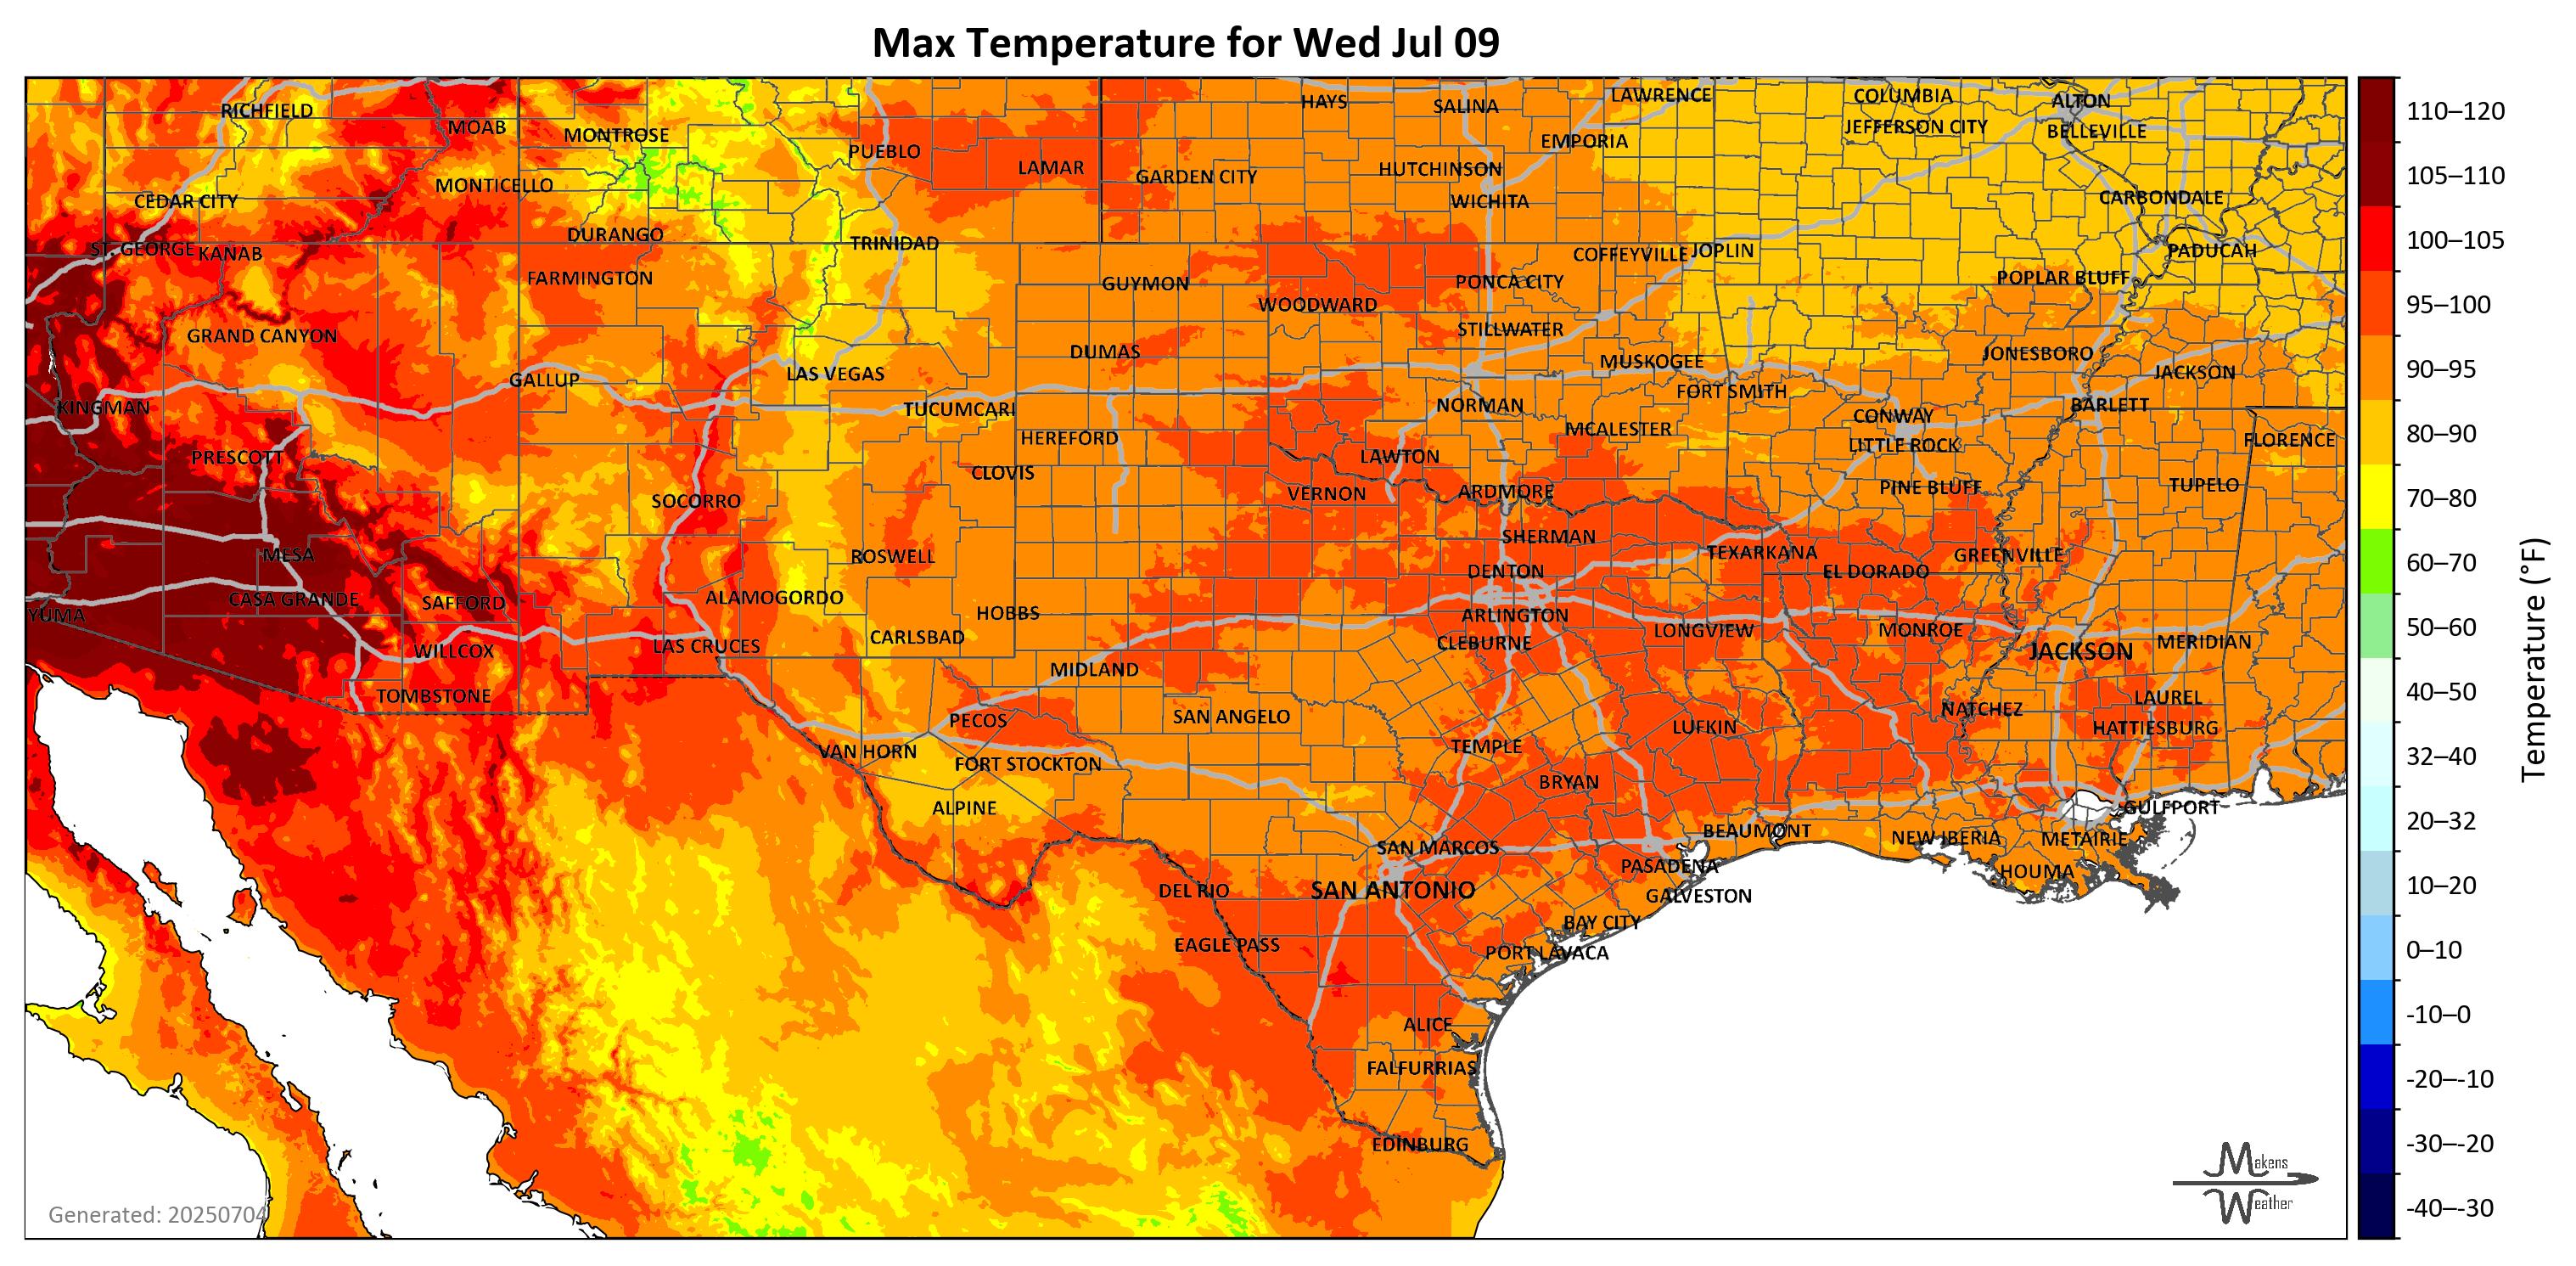 Max Temperature for Wed Jul 09
RICHFIELD
MOAB
MONTROSE
PUEBLO
LAMAR
HAYS
SALINA
LAWRENCE
COLUMBIA
ALTON
EMPORIA
JEFFERSON CITY
BELLEVILLE
CEDAR CITY
MONTICELLO
GARDEN CITY
HUTCHINSON
WICHITA
CARBONDALE
ST. GEORGE
KANAB
DURANGO
TRINIDAD
COFFEYVILLE
JOPLIN
PADUCAH
FARMINGTON
GUYMON
PONCA CITY
POPLAR BLUFF
WOODWARD
GRAND CANYON
STILLWATER
DUMAS
MUSKOGEE
JONESBORO
GALLUP
LAS VEGAS
FORT SMITH
JACKSON
KINGMAN
TUCUMCARI
NORMAN
CONWAY
BARLETT
HEREFORD
MCALESTER
LITTLE ROCK
FLORENCE
PRESCOTT
CLOVIS
LAWTON
SOCORRO
VERNON
ARDMORE
PINE BLUFF
TUPELO
MESA
ROSWELL
SHERMAN
TEXARKANA
GREENVILLE
DENTON
EL DORADO
YUMA
CASA GRANDE
SAFFORD
ALAMOGORDO
HOBBS
ARLINGTON
WILLCOX
LAS CRUCES
CARLSBAD
CLEBURNE
LONGVIEW
MONROE
JACKSON
MERIDIAN
MIDLAND
TOMBSTONE
PECOS
SAN ANGELO
LUFKIN
NATCHEZ
LAUREL
HATTIESBURG
VAN HORN
FORT STOCKTON
TEMPLE
BRYAN
ALPINE
GULFPORT
SAN MARCOS
BEAUMONT
NEW IBERIA
METAIRIE
DEL RIO
SAN ANTONIO
PASADENA
HOUMA
GALVESTON
EAGLE PASS
BAY CITY
PORT LAVACA
ALICE
FALFURRIAS
EDINBURG
Generated: 20250704
Makens
Weather
110–120
105–110
100–105
95–100
90–95
80–90
70–80
60–70
50–60
40–50
32–40
20–32
10–20
0–10
-10–0
-20–-10
-30–-20
-40–-30
Temperature (°F)